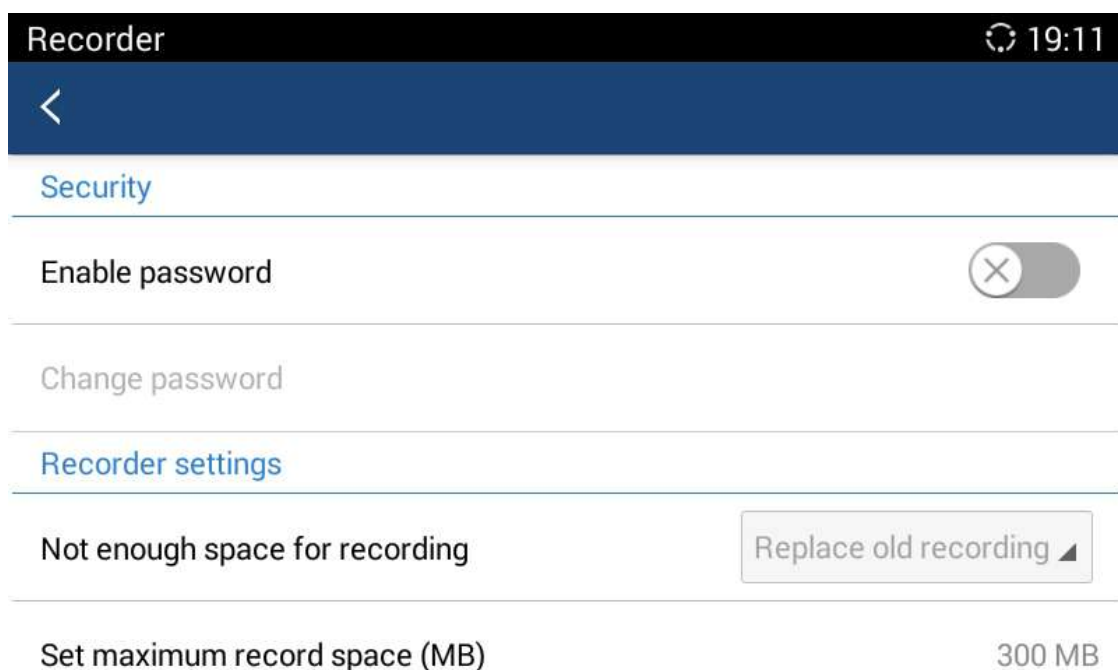 Recorder 19:11
Security
Enable password
Change password
Recorder settings
Not enough space for recording Replace old recording
Set maximum record space (MB) 300 MB